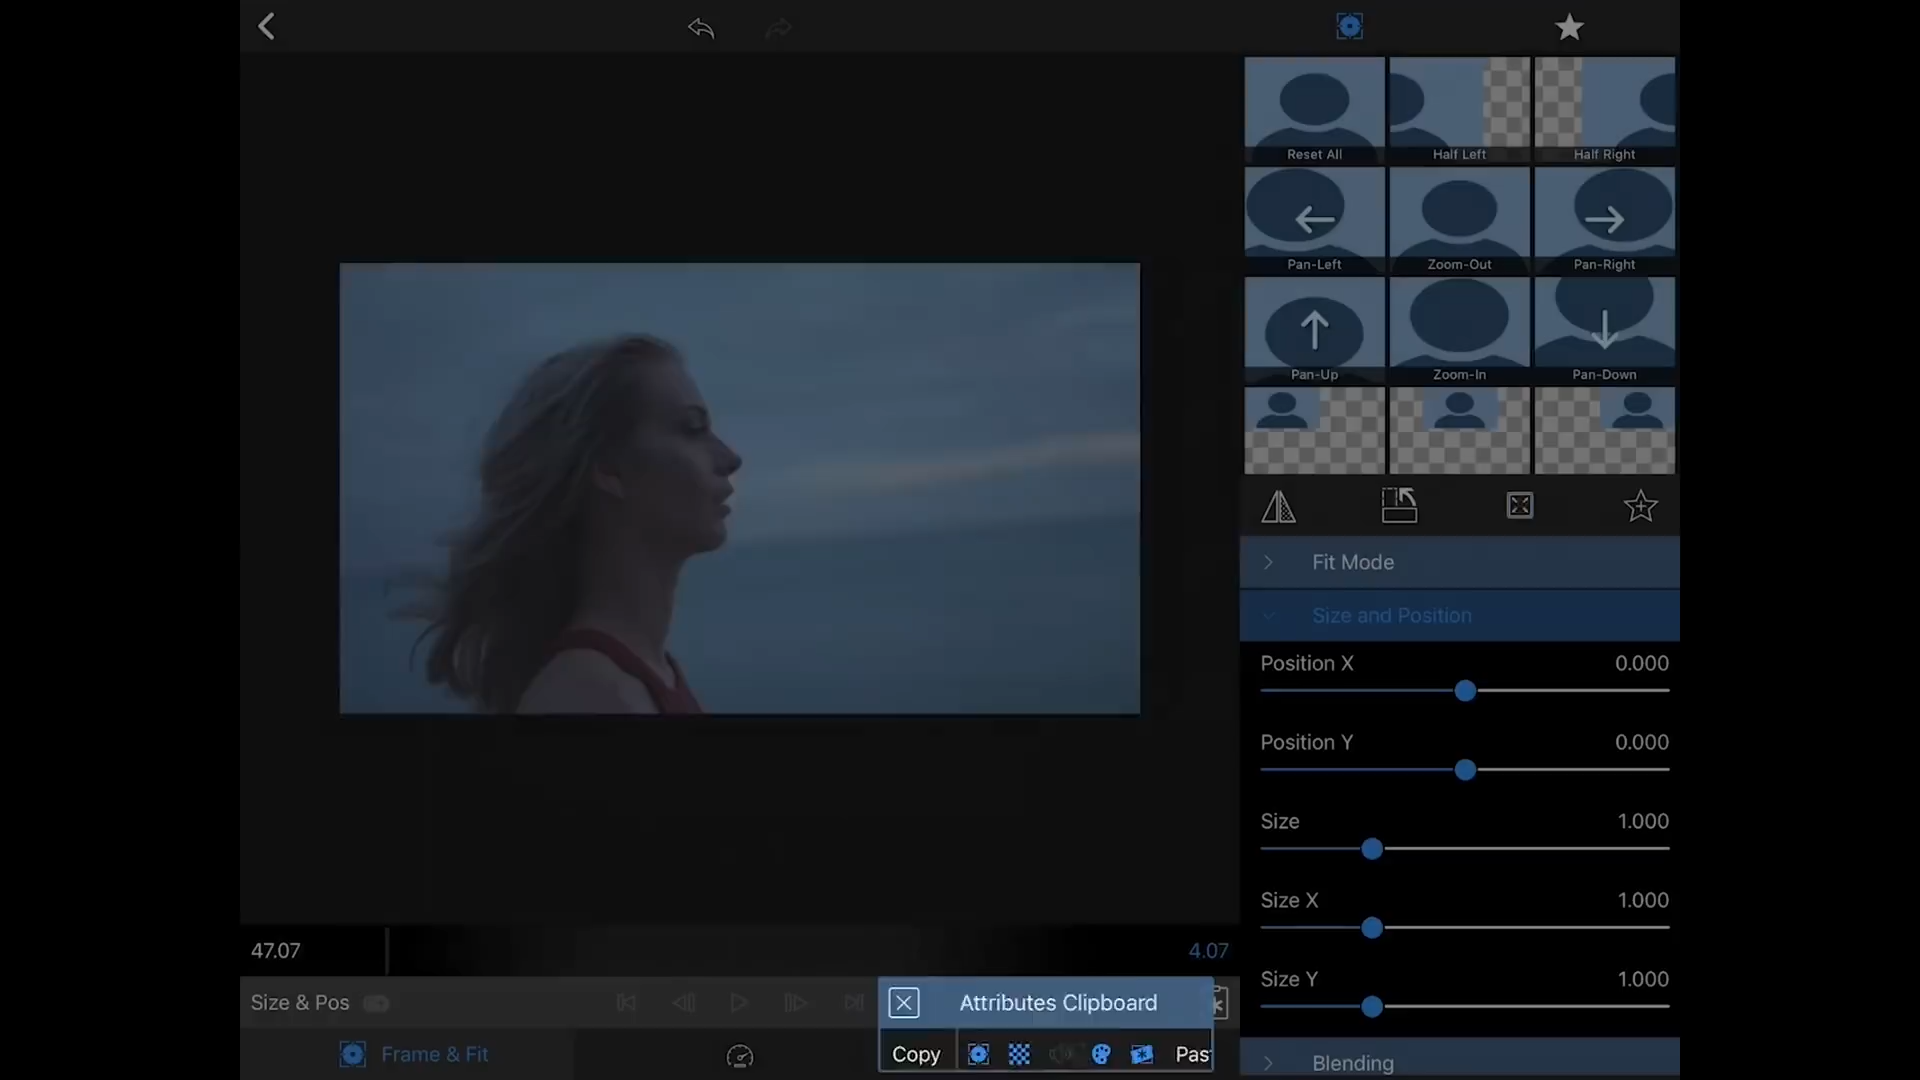 Reset All
Half Left
Half Right
Pan-Left
Zoom-Out
Pan-Right
Pan-Up
Zoom-In
Pan-Down
Fit Mode
Size and Position
Position X 0.000
Position Y 0.000
Size 1.000
Size X 1.000
Size Y 1.000
Blending
47.07 4.07
Size & Pos
Attributes Clipboard
Frame & Fit
Copy Pas